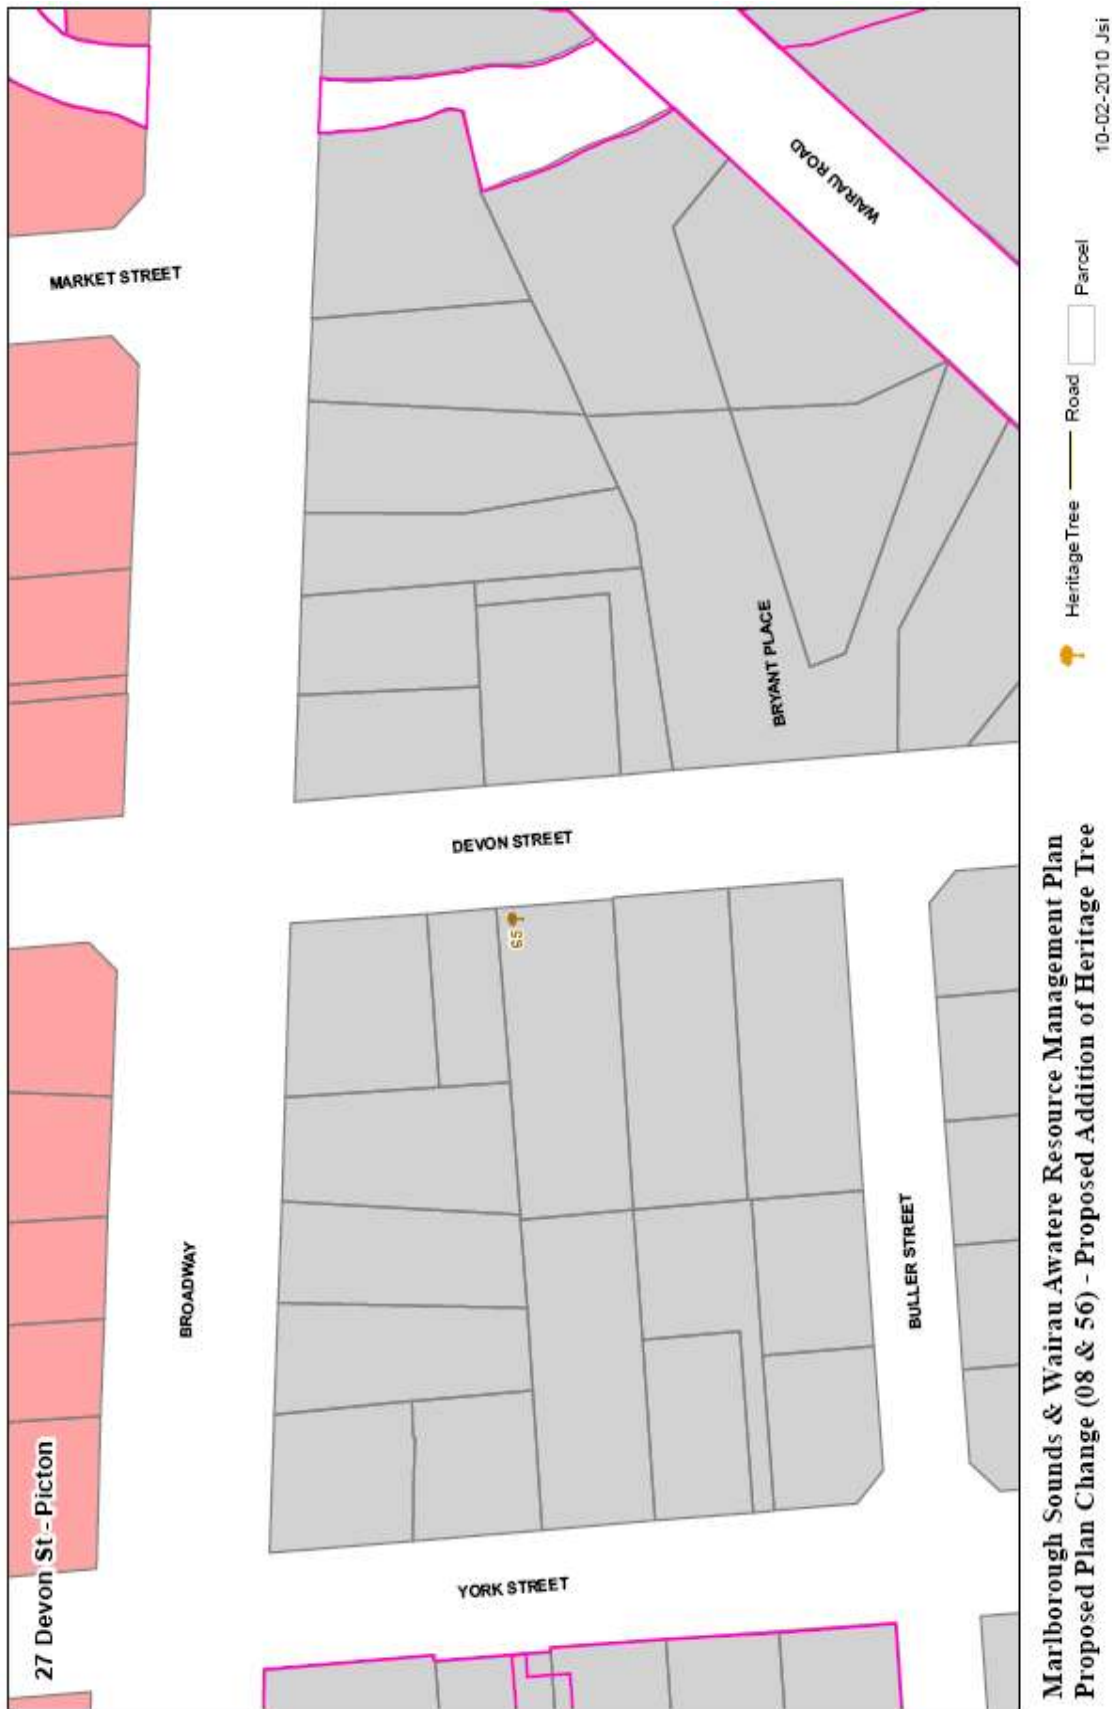 27 Devon St - Picton
MARKET STREET
WAIRAU ROAD
BROADWAY
DEVON STREET
BRYANT PLACE
65
YORK STREET
BULLER STREET
Marlborough Sounds & Wairau Awatere Resource Management Plan
Proposed Plan Change (08 & 56) - Proposed Addition of Heritage Tree
HeritageTree Road Parcel
10-02-2010 Jsi